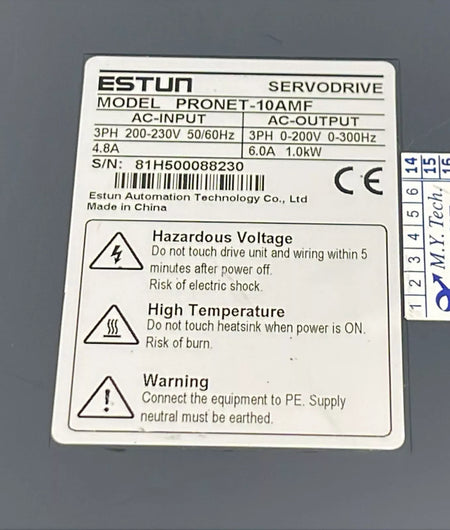 ESTUN SERVODRIVE
MODEL PRONET-10AMF
AC-INPUT AC-OUTPUT
3PH 200-230V 50/60Hz 3PH 0-200V 0-300Hz
4.8A 6.0A 1.0kW
S/N: 81H500088230
CE
Estun Automation Technology Co., Ltd
Made in China
Hazardous Voltage
Do not touch drive unit and wiring within 5
minutes after power off.
Risk of electric shock.
High Temperature
Do not touch heatsink when power is ON.
Risk of burn.
Warning
Connect the equipment to PE. Supply
neutral must be earthed.
1 2 3 4 5 6 14
15
16
M.Y. Tech.